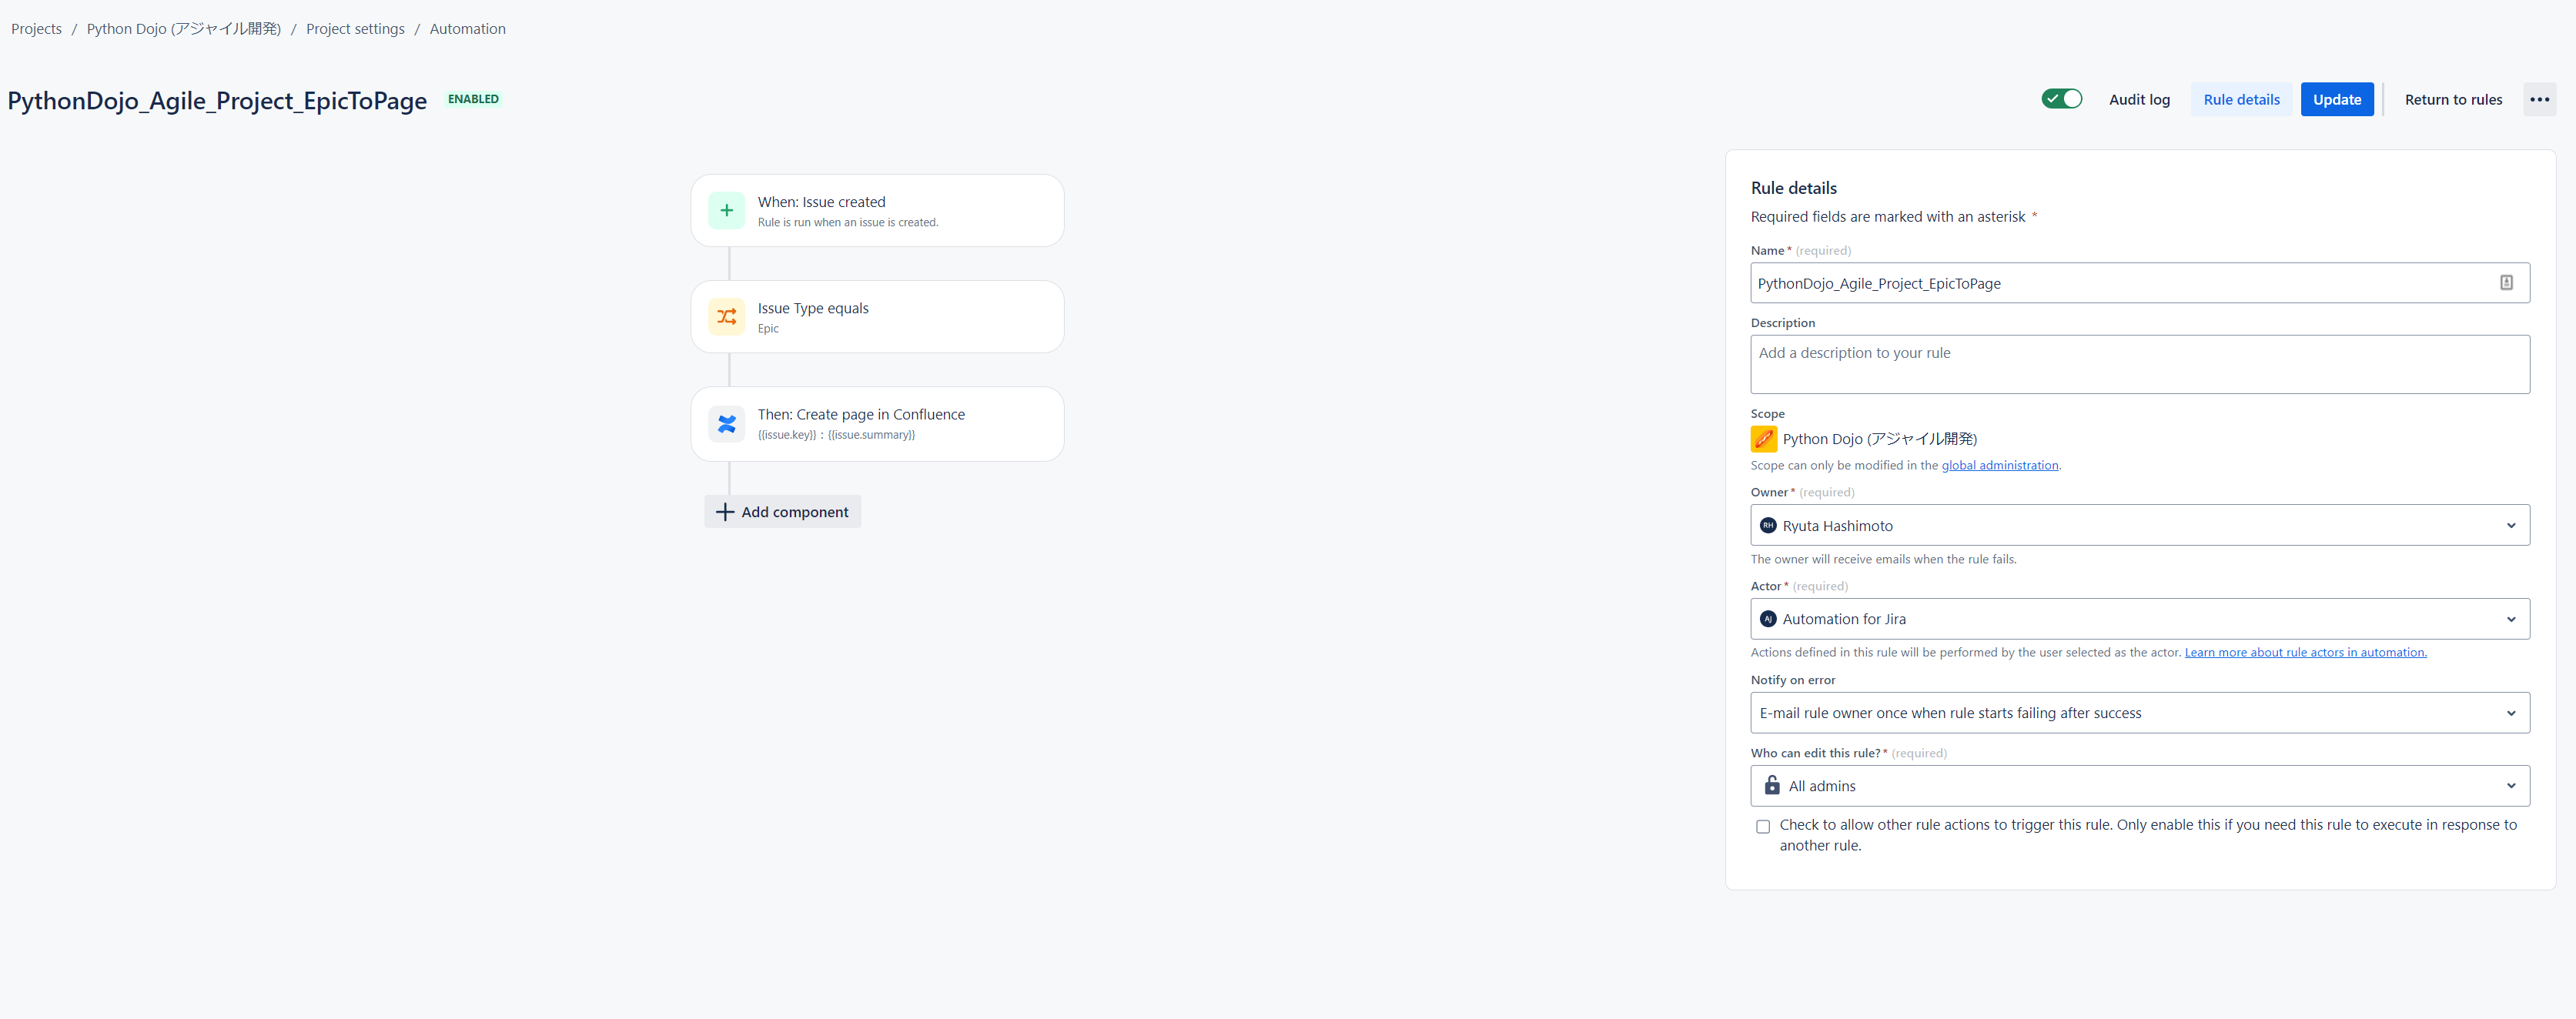 Projects / Python Dojo (アジャイル開発) / Project settings / Automation
PythonDojo_Agile_Project_EpicToPage ENABLED
Audit log Rule details Update Return to rules
When: Issue created
Rule is run when an issue is created.
Issue Type equals
Epic
Then: Create page in Confluence
{{issue.key}} : {{issue.summary}}
Add component
Rule details
Required fields are marked with an asterisk *
Name * (required)
PythonDojo_Agile_Project_EpicToPage
Description
Add a description to your rule
Scope
Python Dojo (アジャイル開発)
Scope can only be modified in the global administration.
Owner * (required)
RH Ryuta Hashimoto
The owner will receive emails when the rule fails.
Actor * (required)
AJ Automation for Jira
Actions defined in this rule will be performed by the user selected as the actor. Learn more about rule actors in automation.
Notify on error
E-mail rule owner once when rule starts failing after success
Who can edit this rule? * (required)
All admins
Check to allow other rule actions to trigger this rule. Only enable this if you need this rule to execute in response to
another rule.